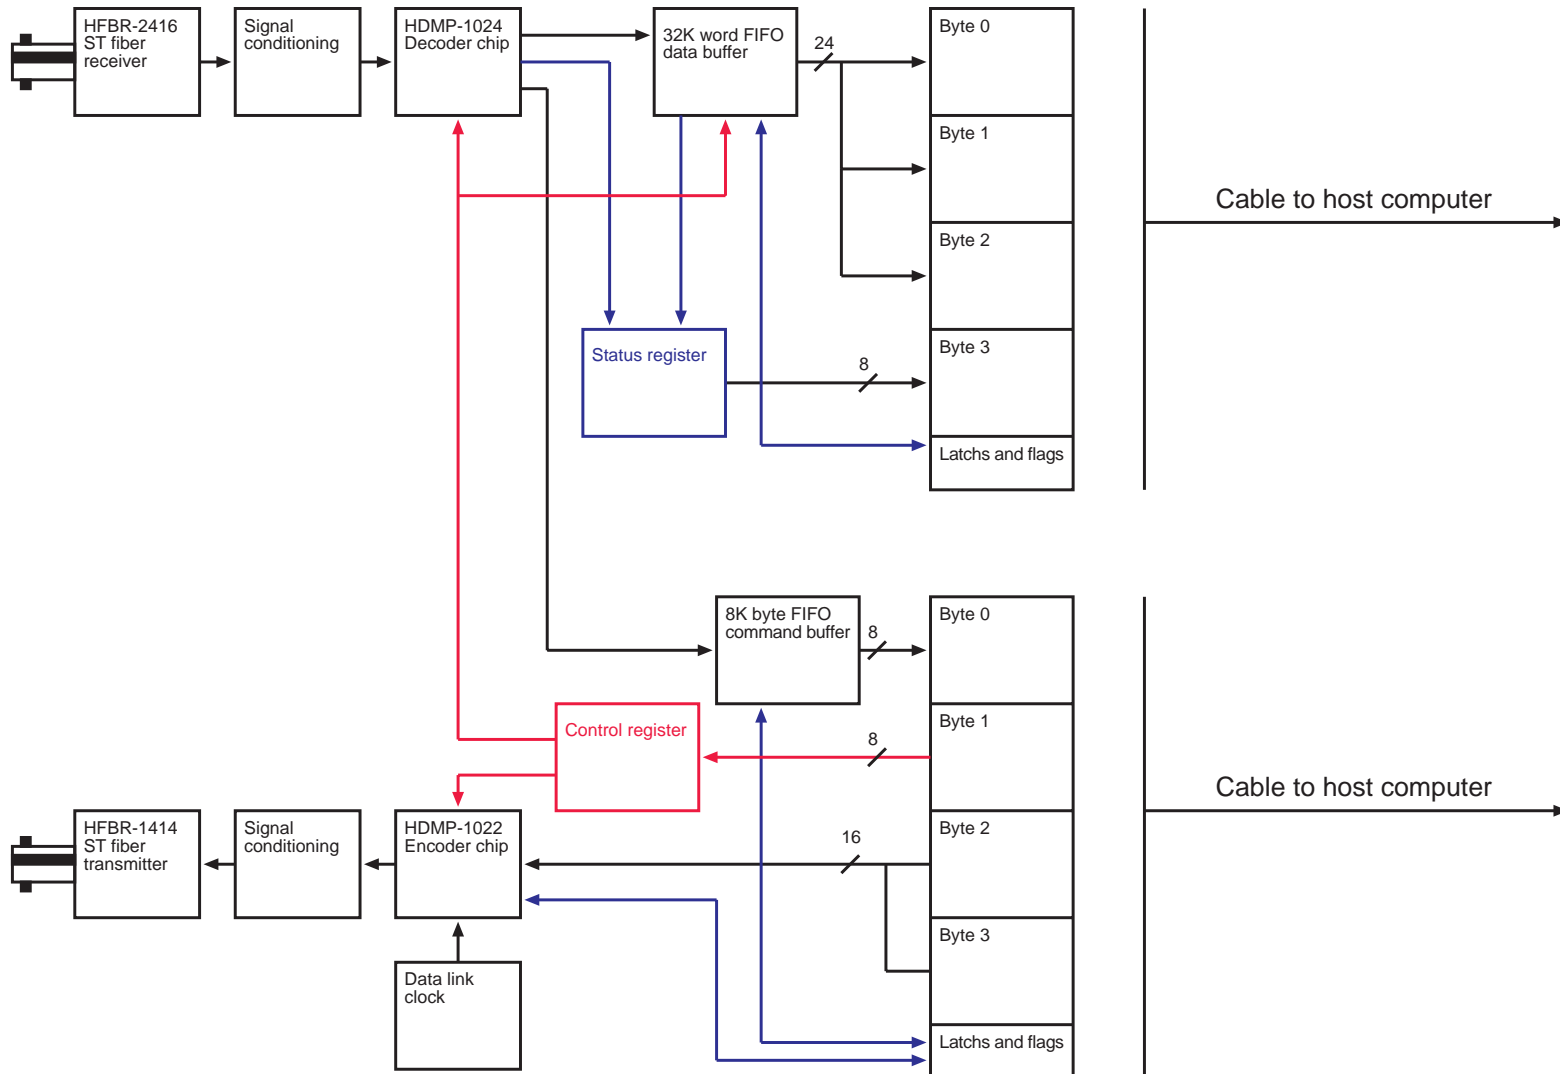 HFBR-2416
ST fiber
receiver
Signal
conditioning
HDMP-1024
Decoder chip
32K word FIFO
data buffer
24
Byte 0
Byte 1
Byte 2
Byte 3
Latchs and flags
Cable to host computer
Status register
8
8K byte FIFO
command buffer
8
Byte 0
Byte 1
Byte 2
Byte 3
Latchs and flags
Cable to host computer
Control register
8
HFBR-1414
ST fiber
transmitter
Signal
conditioning
HDMP-1022
Encoder chip
16
Data link
clock